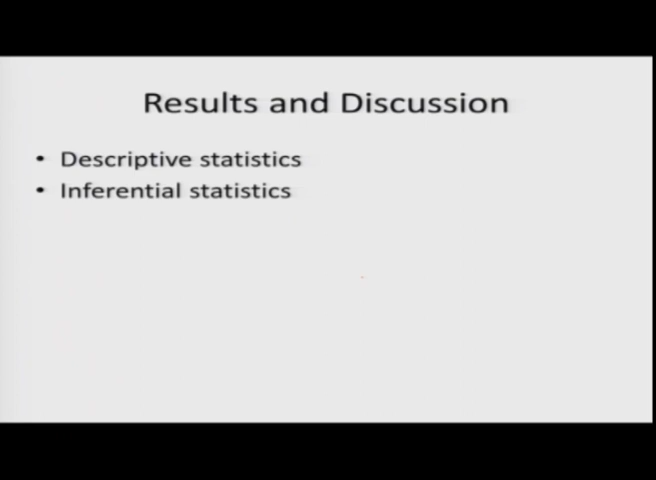 Results and Discussion
• Descriptive statistics
• Inferential statistics